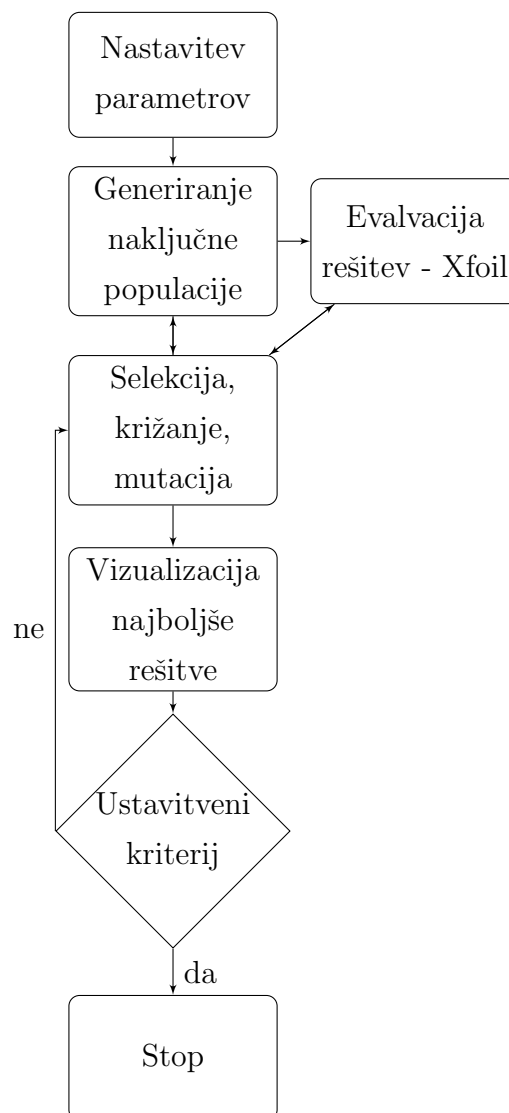 Nastavitev
parametrov
Generiranje
naključne
populacije
Evalvacija
rešitev - Xfoil
Selekcija,
križanje,
mutacija
Vizualizacija
najboljše
rešitve
ne
Ustavitveni
kriterij
da
Stop